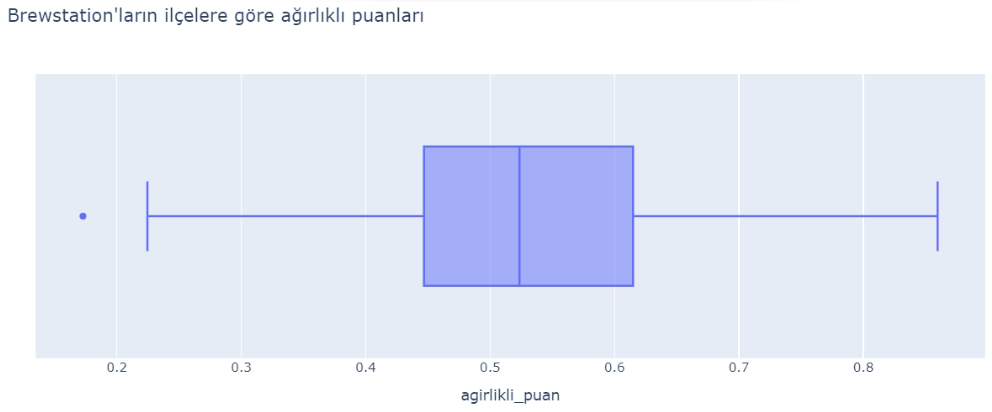 Brewstation'ların ilçelere göre ağırlıklı puanları
0.2 0.3 0.4 0.5 0.6 0.7 0.8
agirlikli_puan